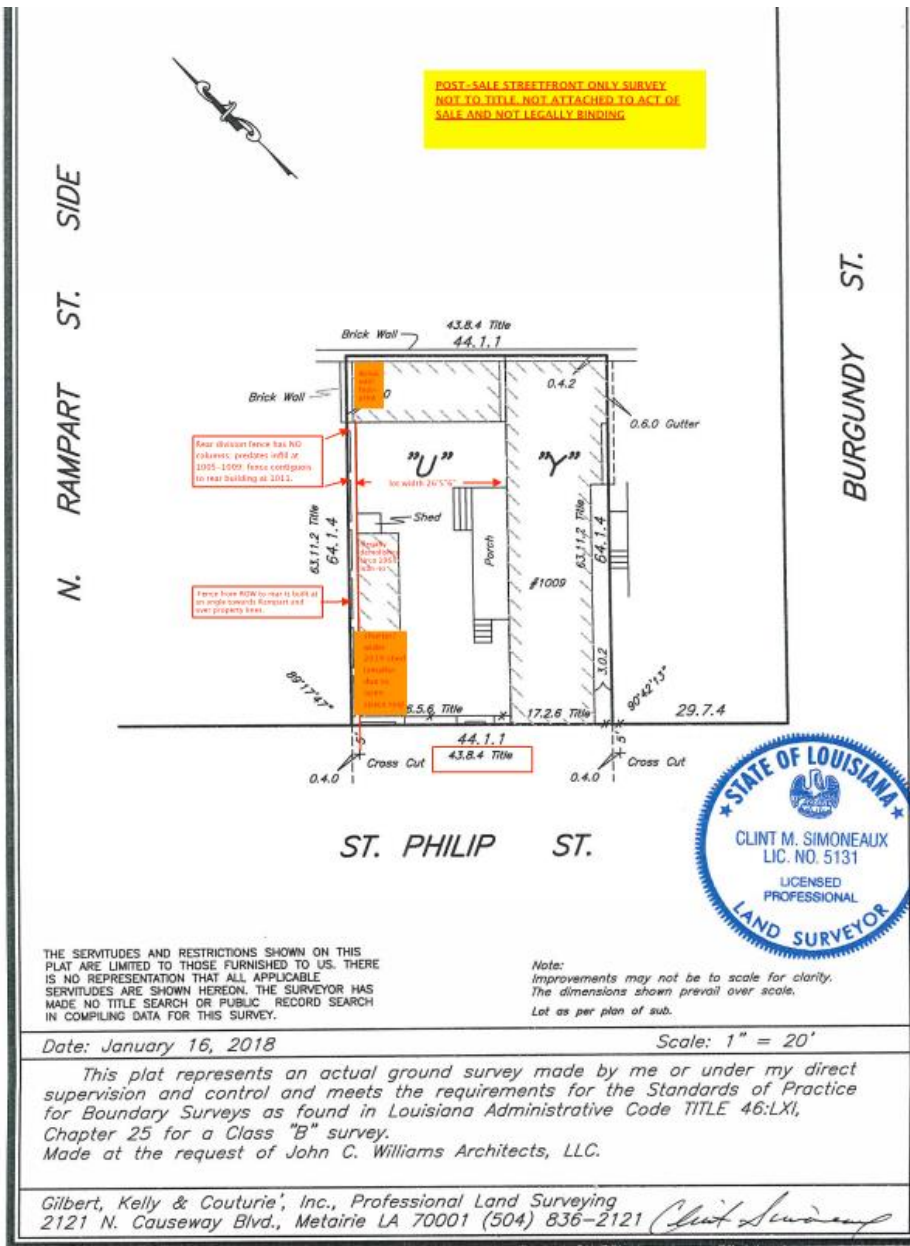 POST-SALE STREETFRONT ONLY SURVEY
NOT TO TITLE, NOT ATTACHED TO ACT OF
SALE AND NOT LEGALLY BINDING
N. RAMPART ST. SIDE
BURGUNDY ST.
43.8.4 Title
44.1.1
Brick Wall
Brick Wall
0.4.2
0.6.0 Gutter
Rear division fence has NO
columns; predates infill at
1005-1009; fence contiguous
to rear building at 1011.
"U"
"Y"
lot width 26'5'6"
63.11.2 Title
64.1.4
Shed
Porch
#1009
63.11.2 Title
64.1.4
Fence from ROW to rear is built at
an angle towards Rampart and
over property lines.
3.0.2
89°17'47"
90°42'13"
6.5.6 Title
17.2.6 Title
29.7.4
5'
44.1.1
5'
Cross Cut
43.8.4 Title
Cross Cut
0.4.0
0.4.0
ST. PHILIP ST.
STATE OF LOUISIANA
CLINT M. SIMONEAUX
LIC. NO. 5131
LICENSED
PROFESSIONAL
LAND SURVEYOR
THE SERVITUDES AND RESTRICTIONS SHOWN ON THIS
PLAT ARE LIMITED TO THOSE FURNISHED TO US. THERE
IS NO REPRESENTATION THAT ALL APPLICABLE
SERVITUDES ARE SHOWN HEREON. THE SURVEYOR HAS
MADE NO TITLE SEARCH OR PUBLIC RECORD SEARCH
IN COMPILING DATA FOR THIS SURVEY.
Note:
Improvements may not be to scale for clarity.
The dimensions shown prevail over scale.
Lot as per plan of sub.
Date: January 16, 2018
Scale: 1" = 20'
This plat represents an actual ground survey made by me or under my direct
supervision and control and meets the requirements for the Standards of Practice
for Boundary Surveys as found in Louisiana Administrative Code TITLE 46:LXI,
Chapter 25 for a Class "B" survey.
Made at the request of John C. Williams Architects, LLC.
Gilbert, Kelly & Couturie', Inc., Professional Land Surveying
2121 N. Causeway Blvd., Metairie LA 70001 (504) 836-2121